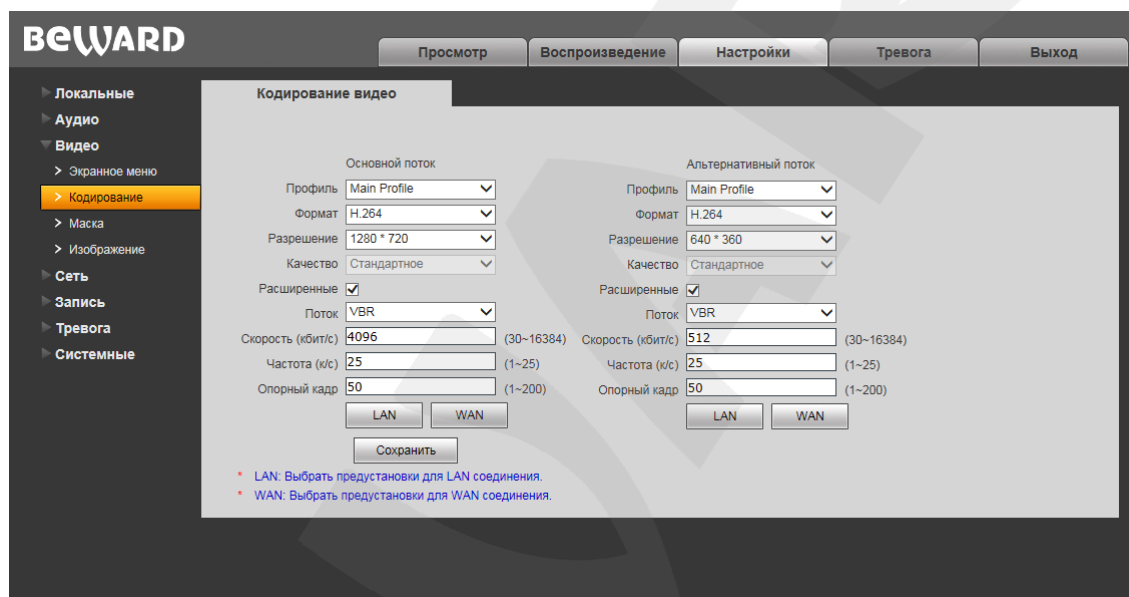 BEWARD
Просмотр Воспроизведение Настройки Тревога Выход
Локальные
Аудио
Видео
> Экранное меню
> Кодирование
> Маска
> Изображение
Сеть
Запись
Тревога
Системные
Кодирование видео
Основной поток Альтернативный поток
Профиль Main Profile Профиль Main Profile
Формат H.264 Формат H.264
Разрешение 1280 * 720 Разрешение 640 * 360
Качество Стандартное Качество Стандартное
Расширенные Расширенные
Поток VBR Поток VBR
Скорость (кбит/с) 4096 (30~16384) Скорость (кбит/с) 512 (30~16384)
Частота (к/с) 25 (1~25) Частота (к/с) 25 (1~25)
Опорный кадр 50 (1~200) Опорный кадр 50 (1~200)
LAN WAN LAN WAN
Сохранить
* LAN: Выбрать предустановки для LAN соединения.
* WAN: Выбрать предустановки для WAN соединения.